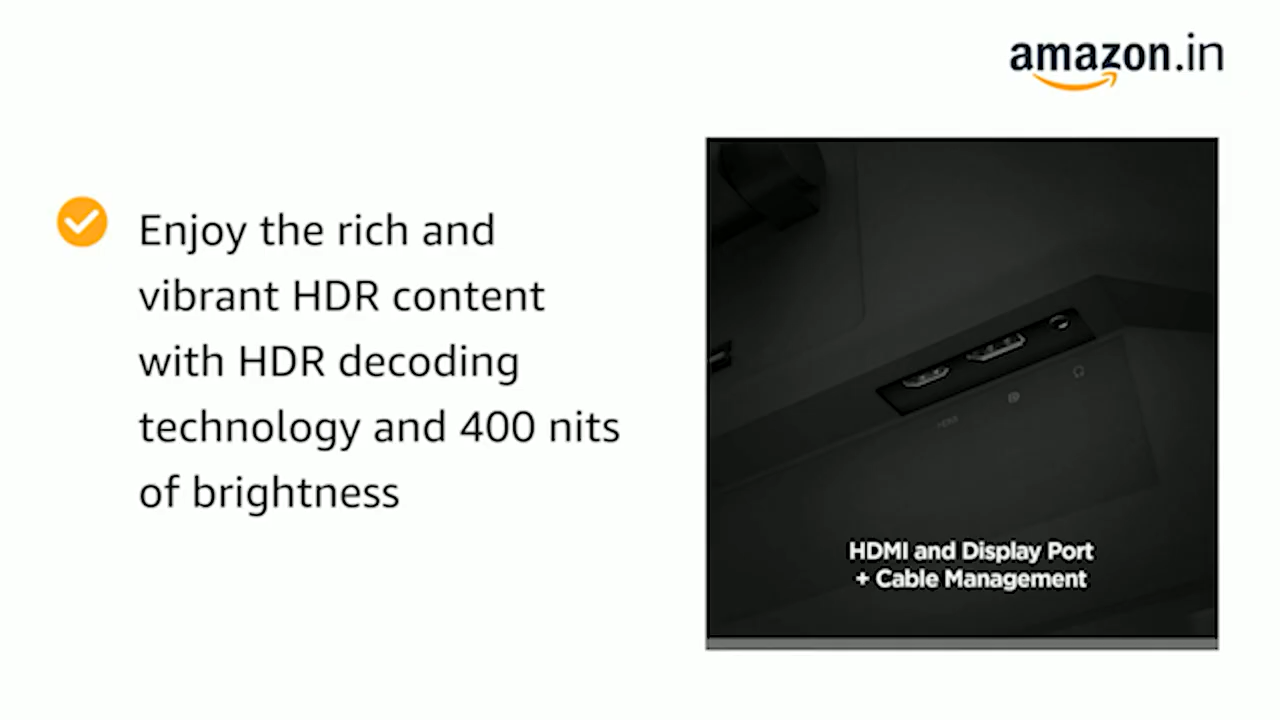 amazon.in
Enjoy the rich and
vibrant HDR content
with HDR decoding
technology and 400 nits
of brightness
HDMI
HDMI and Display Port
+ Cable Management